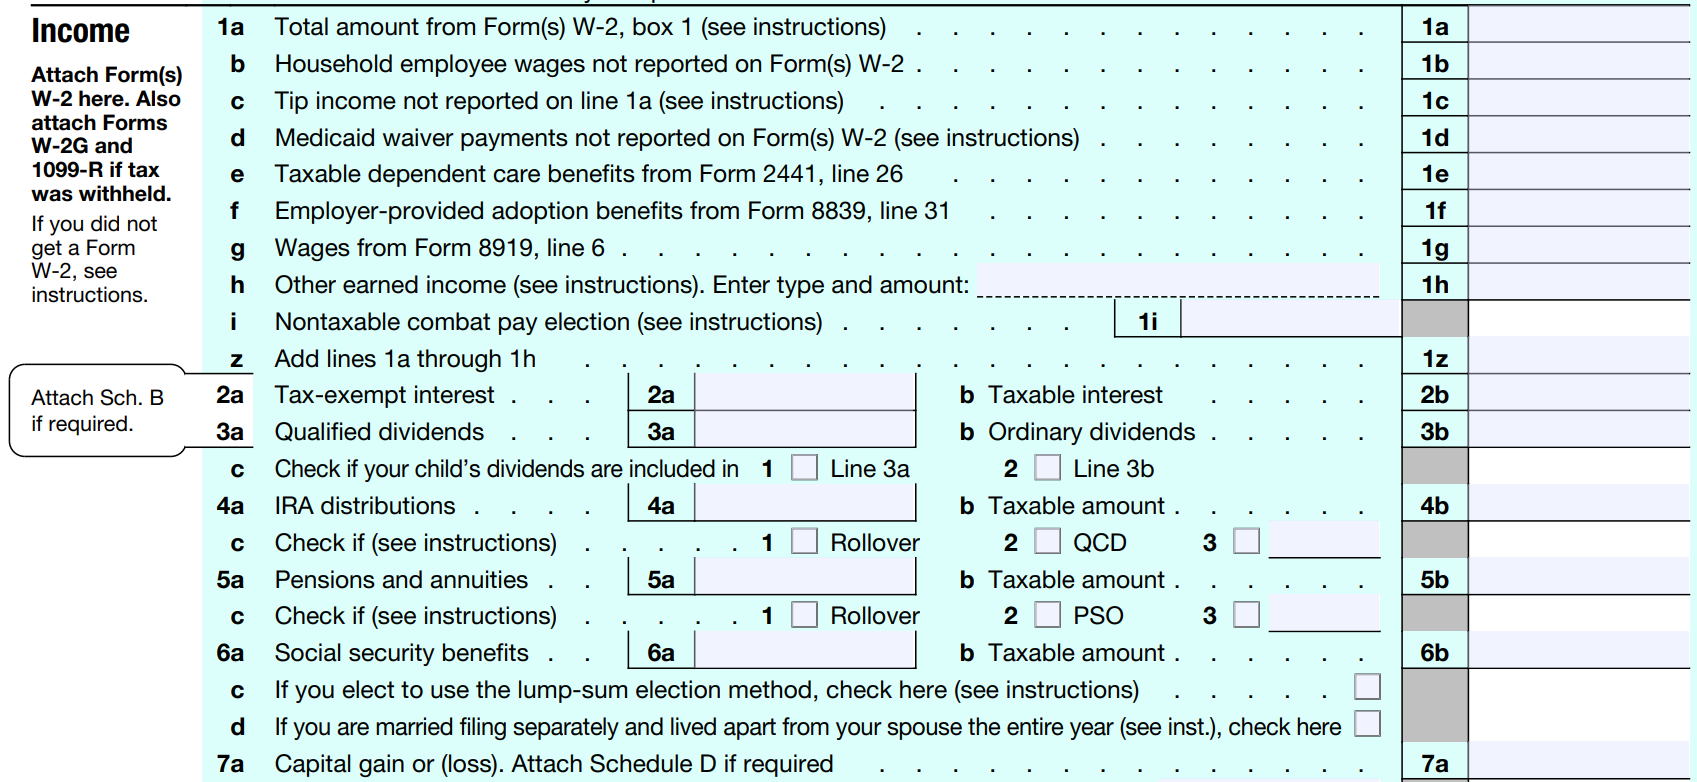 Income
Attach Form(s)
W-2 here. Also
attach Forms
W-2G and
1099-R if tax
was withheld.
If you did not
get a Form
W-2, see
instructions.
Attach Sch. B
if required.
1a Total amount from Form(s) W-2, box 1 (see instructions) . . . . . . . . . . . . . 1a
b Household employee wages not reported on Form(s) W-2 . . . . . . . . . . . . . 1b
c Tip income not reported on line 1a (see instructions) . . . . . . . . . . . . . . 1c
d Medicaid waiver payments not reported on Form(s) W-2 (see instructions) . . . . . . . . 1d
e Taxable dependent care benefits from Form 2441, line 26 . . . . . . . . . . . . 1e
f Employer-provided adoption benefits from Form 8839, line 31 . . . . . . . . . . . 1f
g Wages from Form 8919, line 6 . . . . . . . . . . . . . . . . . . . . . 1g
h Other earned income (see instructions). Enter type and amount: 1h
i Nontaxable combat pay election (see instructions) . . . . . . . 1i
z Add lines 1a through 1h . . . . . . . . . . . . . . . . . . . . . . 1z
2a Tax-exempt interest . . . 2a b Taxable interest . . . . . 2b
3a Qualified dividends . . . 3a b Ordinary dividends . . . . . 3b
c Check if your child's dividends are included in 1 Line 3a 2 Line 3b
4a IRA distributions . . . . 4a b Taxable amount . . . . . . 4b
c Check if (see instructions) . . . . . 1 Rollover 2 QCD 3
5a Pensions and annuities . . 5a b Taxable amount . . . . . . 5b
c Check if (see instructions) . . . . . 1 Rollover 2 PSO 3
6a Social security benefits . . 6a b Taxable amount . . . . . . 6b
c If you elect to use the lump-sum election method, check here (see instructions) . . . . .
d If you are married filing separately and lived apart from your spouse the entire year (see inst.), check here
7a Capital gain or (loss). Attach Schedule D if required . . . . . . . . . . . . . . 7a